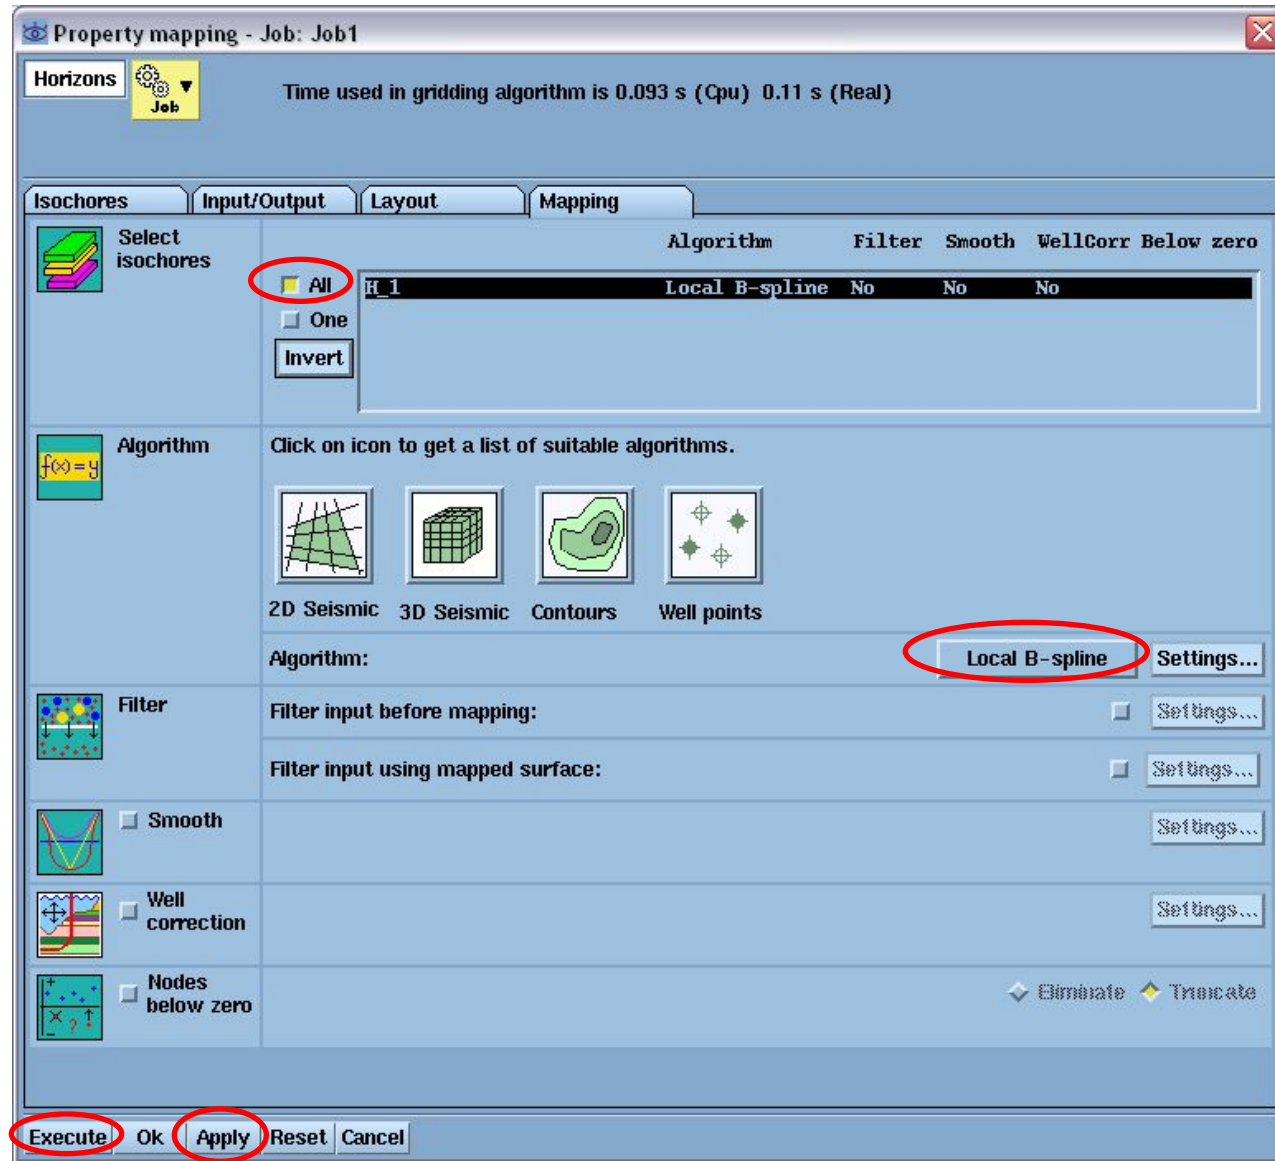 Property mapping - Job: Job1
Horizons
Job
Time used in gridding algorithm is 0.093 s (Cpu) 0.11 s (Real)
Isochores Input/Output Layout Mapping
Select isochores
Algorithm Filter Smooth WellCorr Below zero
All
H_1 Local B-spline No No No
One
Invert
f(x)=y
Algorithm
Click on icon to get a list of suitable algorithms.
2D Seismic 3D Seismic Contours Well points
Algorithm: Local B-spline Settings...
Filter
Filter input before mapping: Settings...
Filter input using mapped surface: Settings...
Smooth Settings...
Well correction Settings...
Nodes below zero Eliminate Truncate
Execute Ok Apply Reset Cancel